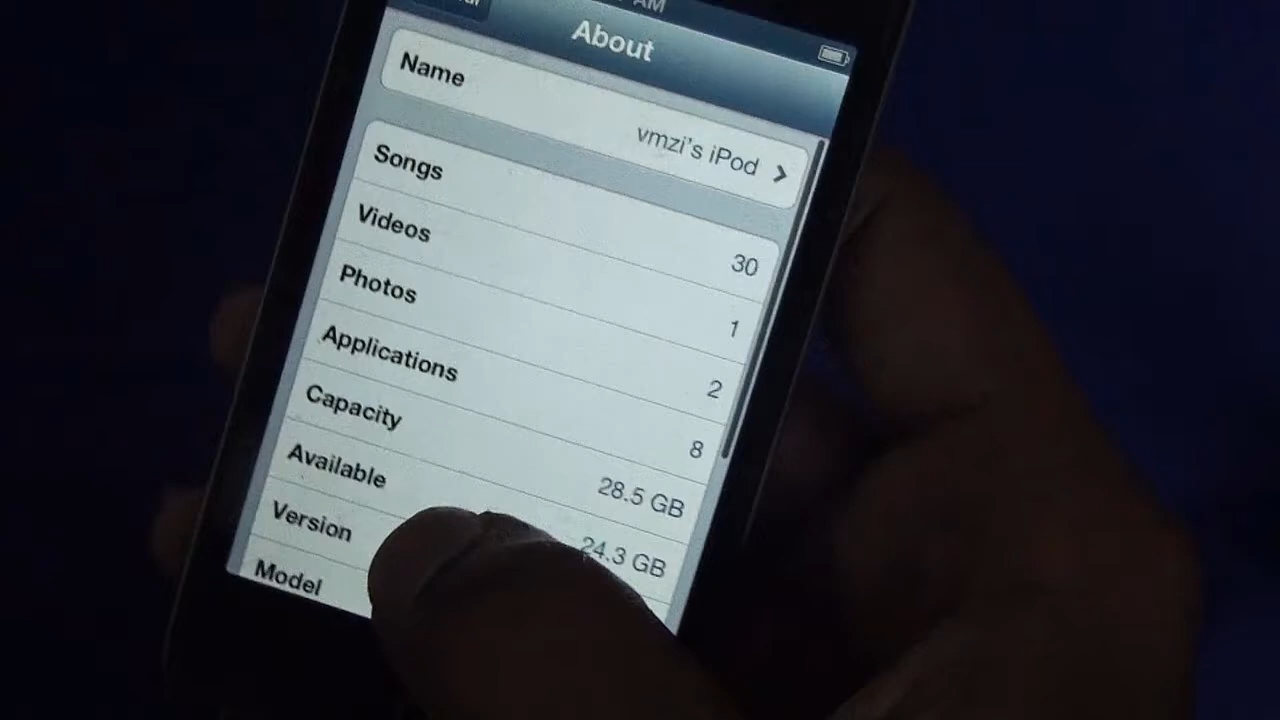 AM
About
Name vmzi's iPod
Songs 30
Videos 1
Photos 2
Applications 8
Capacity 28.5 GB
Available 24.3 GB
Version
Model